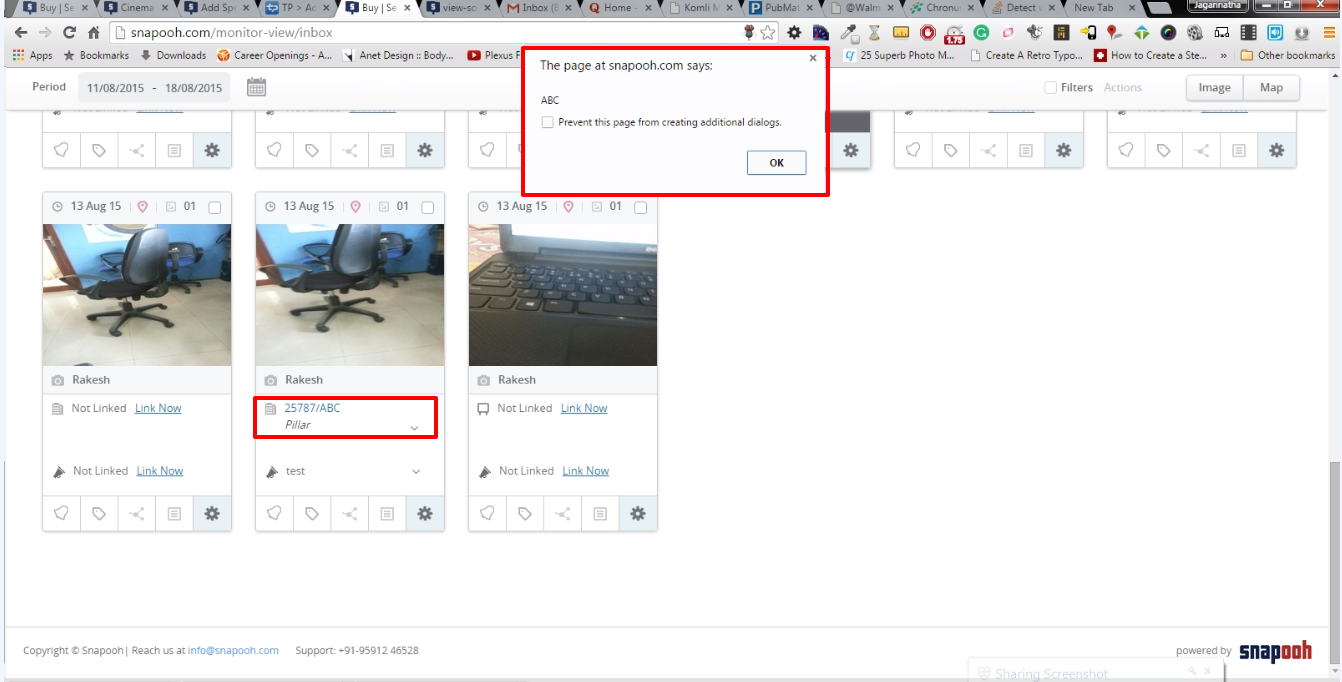 Buy | Se
Cinema
Add Sp
TP > Ac
Buy | Se
view-so
Inbox (8
Home -
Komli M
PubMat
@Walm
Chronu
Detect v
New Tab
Jagannatha
snapooh.com/monitor-view/inbox
1.75
Apps
Bookmarks
Downloads
Career Openings - A...
Anet Design :: Body...
Plexus F
25 Superb Photo M...
Create A Retro Typo...
How to Create a Ste...
»
Other bookmarks
The page at snapooh.com says:
ABC
Prevent this page from creating additional dialogs.
OK
Period
11/08/2015 - 18/08/2015
Filters
Actions
Image
Map
13 Aug 15
01
13 Aug 15
01
13 Aug 15
01
Rakesh
Rakesh
Rakesh
Not Linked Link Now
25787/ABC
Pillar
Not Linked Link Now
Not Linked Link Now
test
Not Linked Link Now
Copyright © Snapooh| Reach us at info@snapooh.com
Support: +91-95912 46528
powered by snapooh
Sharing Screenshot